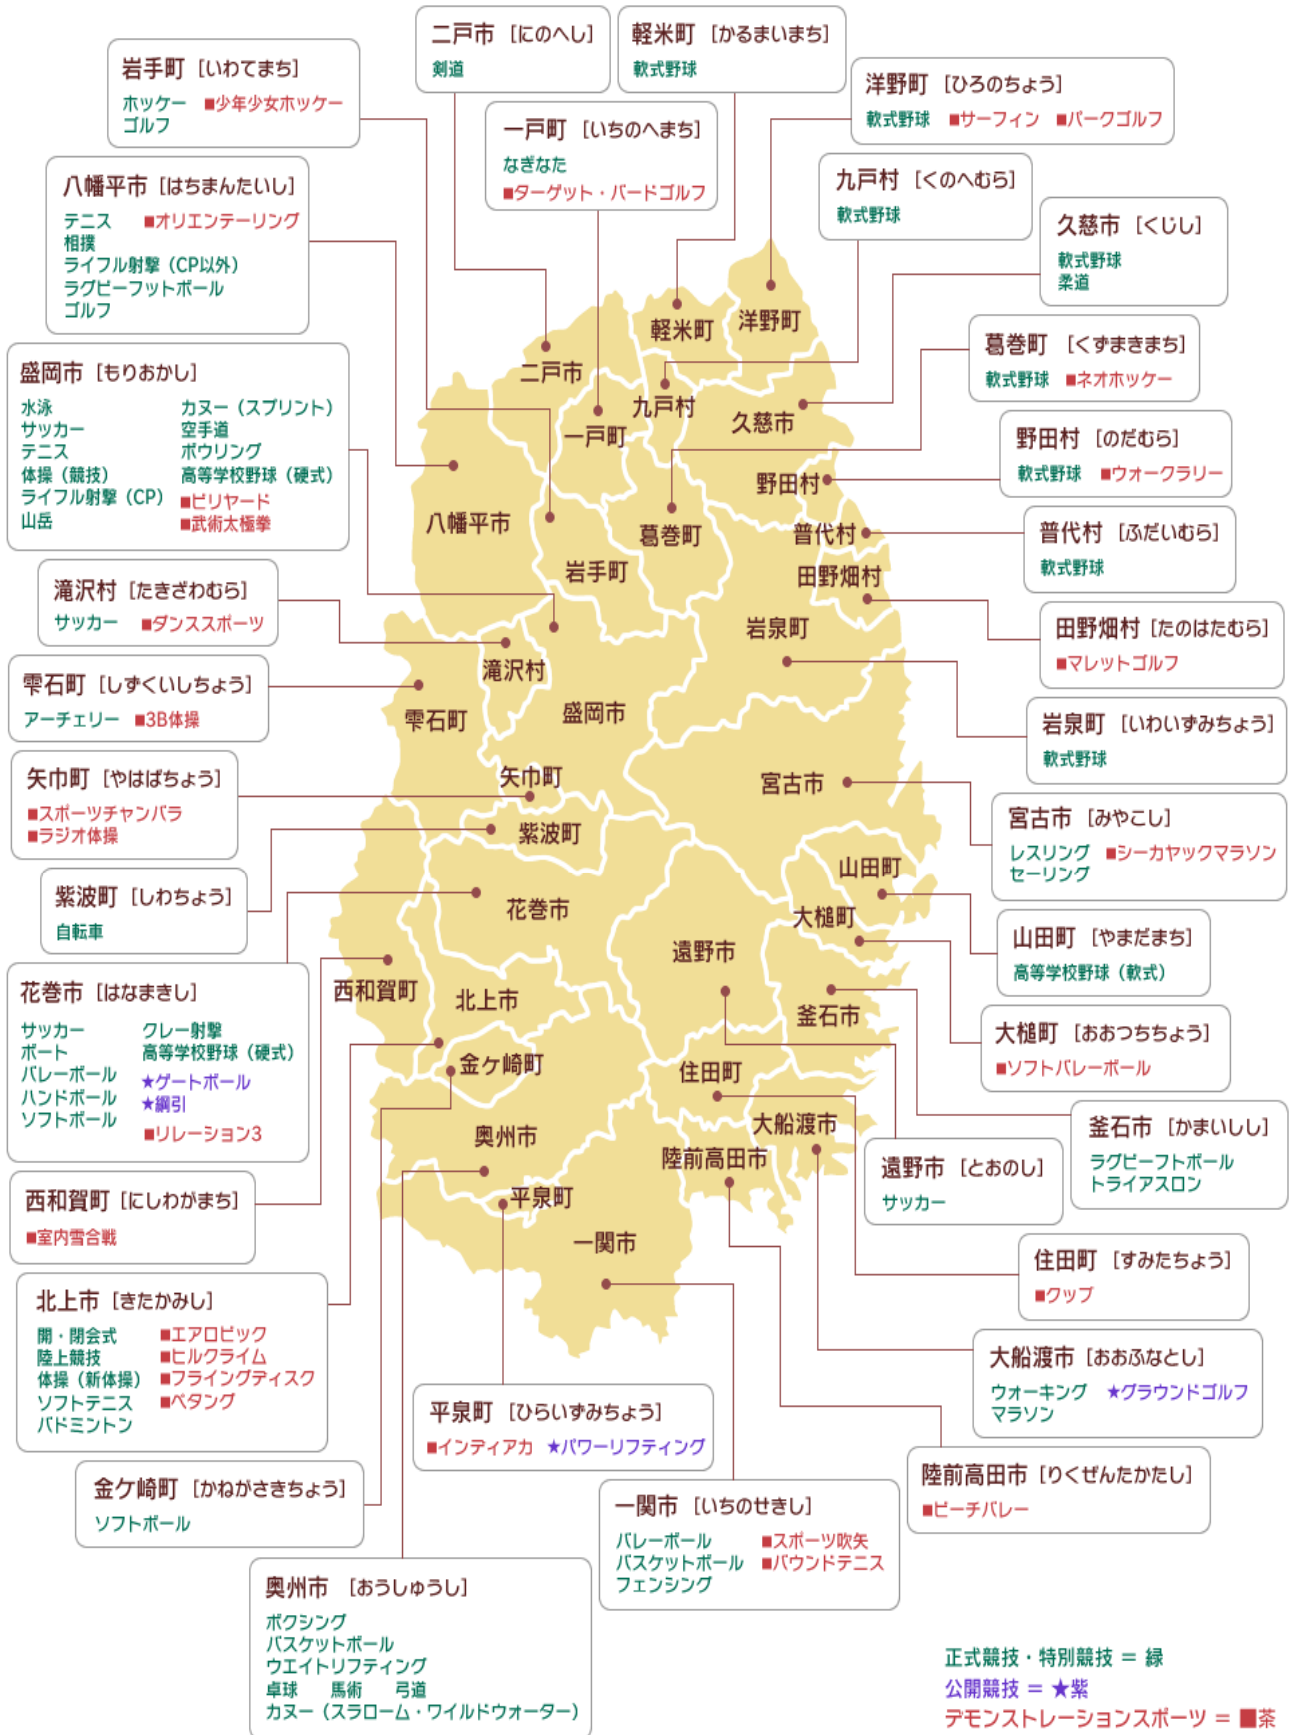 二戸市 [にのへし]
剣道
軽米町 [かるまいまち]
軟式野球
岩手町 [いわてまち]
ホッケー ■少年少女ホッケー
ゴルフ
洋野町 [ひろのちょう]
軟式野球 ■サーフィン ■パークゴルフ
一戸町 [いちのへまち]
なぎなた
■ターゲット・バードゴルフ
九戸村 [くのへむら]
軟式野球
八幡平市 [はちまんたいし]
テニス ■オリエンテーリング
相撲
ライフル射撃（CP以外）
ラグビーフットボール
ゴルフ
久慈市 [くじし]
軟式野球
柔道
葛巻町 [くずまきまち]
軟式野球 ■ネオホッケー
盛岡市 [もりおかし]
水泳 カヌー（スプリント）
サッカー 空手道
テニス ボウリング
体操（競技） 高等学校野球（硬式）
ライフル射撃（CP） ■ビリヤード
山岳 ■武術太極拳
野田村 [のだむら]
軟式野球 ■ウォークラリー
普代村 [ふだいむら]
軟式野球
滝沢村 [たきざわむら]
サッカー ■ダンススポーツ
田野畑村 [たのはたむら]
■マレットゴルフ
雫石町 [しずくいしちょう]
アーチェリー ■3B体操
岩泉町 [いわいずみちょう]
軟式野球
矢巾町 [やはばちょう]
■スポーツチャンバラ
■ラジオ体操
宮古市 [みやこし]
レスリング ■シーカヤックマラソン
セーリング
紫波町 [しわちょう]
自転車
山田町 [やまだまち]
高等学校野球（軟式）
花巻市 [はなまきし]
サッカー クレー射撃
ボート 高等学校野球（硬式）
バレーボール ★ゲートボール
ハンドボール ★綱引
ソフトボール
■リレーション3
大槌町 [おおつちちょう]
■ソフトバレーボール
釜石市 [かまいしし]
ラグビーフトボール
トライアスロン
遠野市 [とおのし]
サッカー
西和賀町 [にしわがまち]
■室内雪合戦
住田町 [すみたちょう]
■クッブ
北上市 [きたかみし]
開・閉会式 ■エアロビック
陸上競技 ■ヒルクライム
体操（新体操） ■フライングディスク
ソフトテニス ■ペタング
バドミントン
大船渡市 [おおふなとし]
ウォーキング ★グラウンドゴルフ
マラソン
平泉町 [ひらいずみちょう]
■インディアカ ★パワーリフティング
金ケ崎町 [かねがさきちょう]
ソフトボール
陸前高田市 [りくぜんたかたし]
■ビーチバレー
一関市 [いちのせきし]
バレーボール ■スポーツ吹矢
バスケットボール ■バウンドテニス
フェンシング
奥州市 [おうしゅうし]
ボクシング
バスケットボール
ウエイトリフティング
卓球 馬術 弓道
カヌー（スラローム・ワイルドウォーター）
洋野町
軽米町
二戸市
九戸村
久慈市
一戸町
野田村
八幡平市
葛巻町
普代村
岩手町
田野畑村
岩泉町
滝沢村
盛岡市
雫石町
矢巾町
宮古市
紫波町
山田町
花巻市
大槌町
遠野市
西和賀町
北上市
釜石市
金ケ崎町
住田町
大船渡市
奥州市
陸前高田市
平泉町
一関市
正式競技・特別競技 = 緑
公開競技 = ★紫
デモンストレーションスポーツ = ■茶